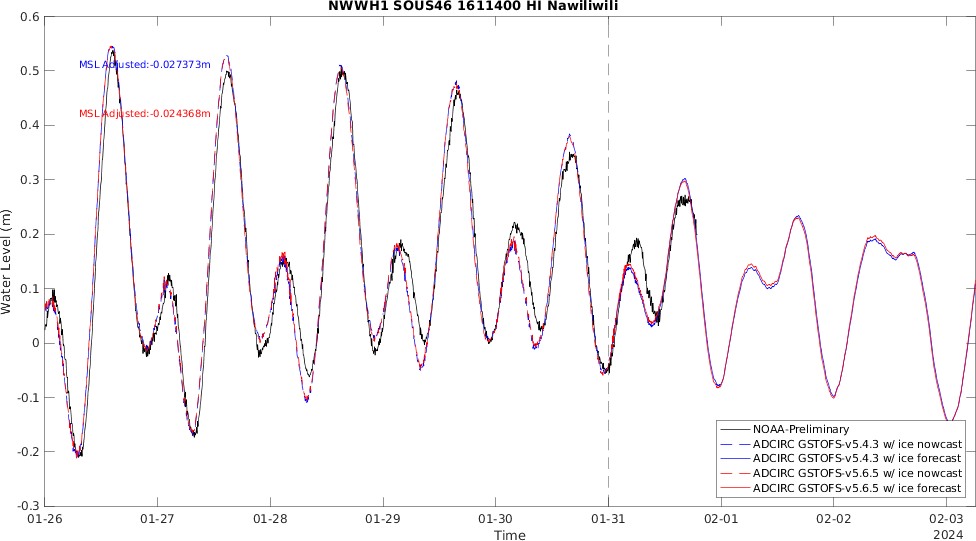 NWWH1 SOUS46 1611400 HI Nawiliwili
Water Level (m)
0.6
0.5
0.4
0.3
0.2
0.1
0
-0.1
-0.2
-0.3
MSL Adjusted:-0.027373m
MSL Adjusted:-0.024368m
NOAA-Preliminary
ADCIRC GSTOFS-v5.4.3 w/ ice nowcast
ADCIRC GSTOFS-v5.4.3 w/ ice forecast
ADCIRC GSTOFS-v5.6.5 w/ ice nowcast
ADCIRC GSTOFS-v5.6.5 w/ ice forecast
01-26 01-27 01-28 01-29 01-30 01-31 02-01 02-02 02-03
Time
2024